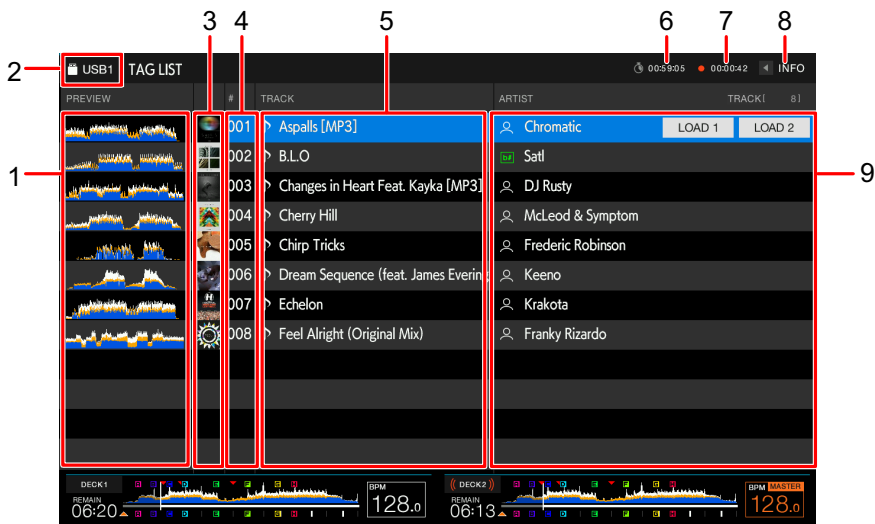 3 4 5 6 7 8
2 USB1 TAG LIST 00:59:05 00:00:42 INFO
PREVIEW # TRACK ARTIST TRACK[ 8]
001 Aspalls [MP3] Chromatic LOAD 1 LOAD 2
002 B.L.O Satl
1 003 Changes in Heart Feat. Kayka [MP3] DJ Rusty 9
004 Cherry Hill McLeod & Symptom
005 Chirp Tricks Frederic Robinson
006 Dream Sequence (feat. James Everin Keeno
007 Echelon Krakota
008 Feel Alright (Original Mix) Franky Rizardo
DECK1 BPM DECK2 BPM MASTER
REMAIN 128.0 REMAIN 128.0
06:20 06:13